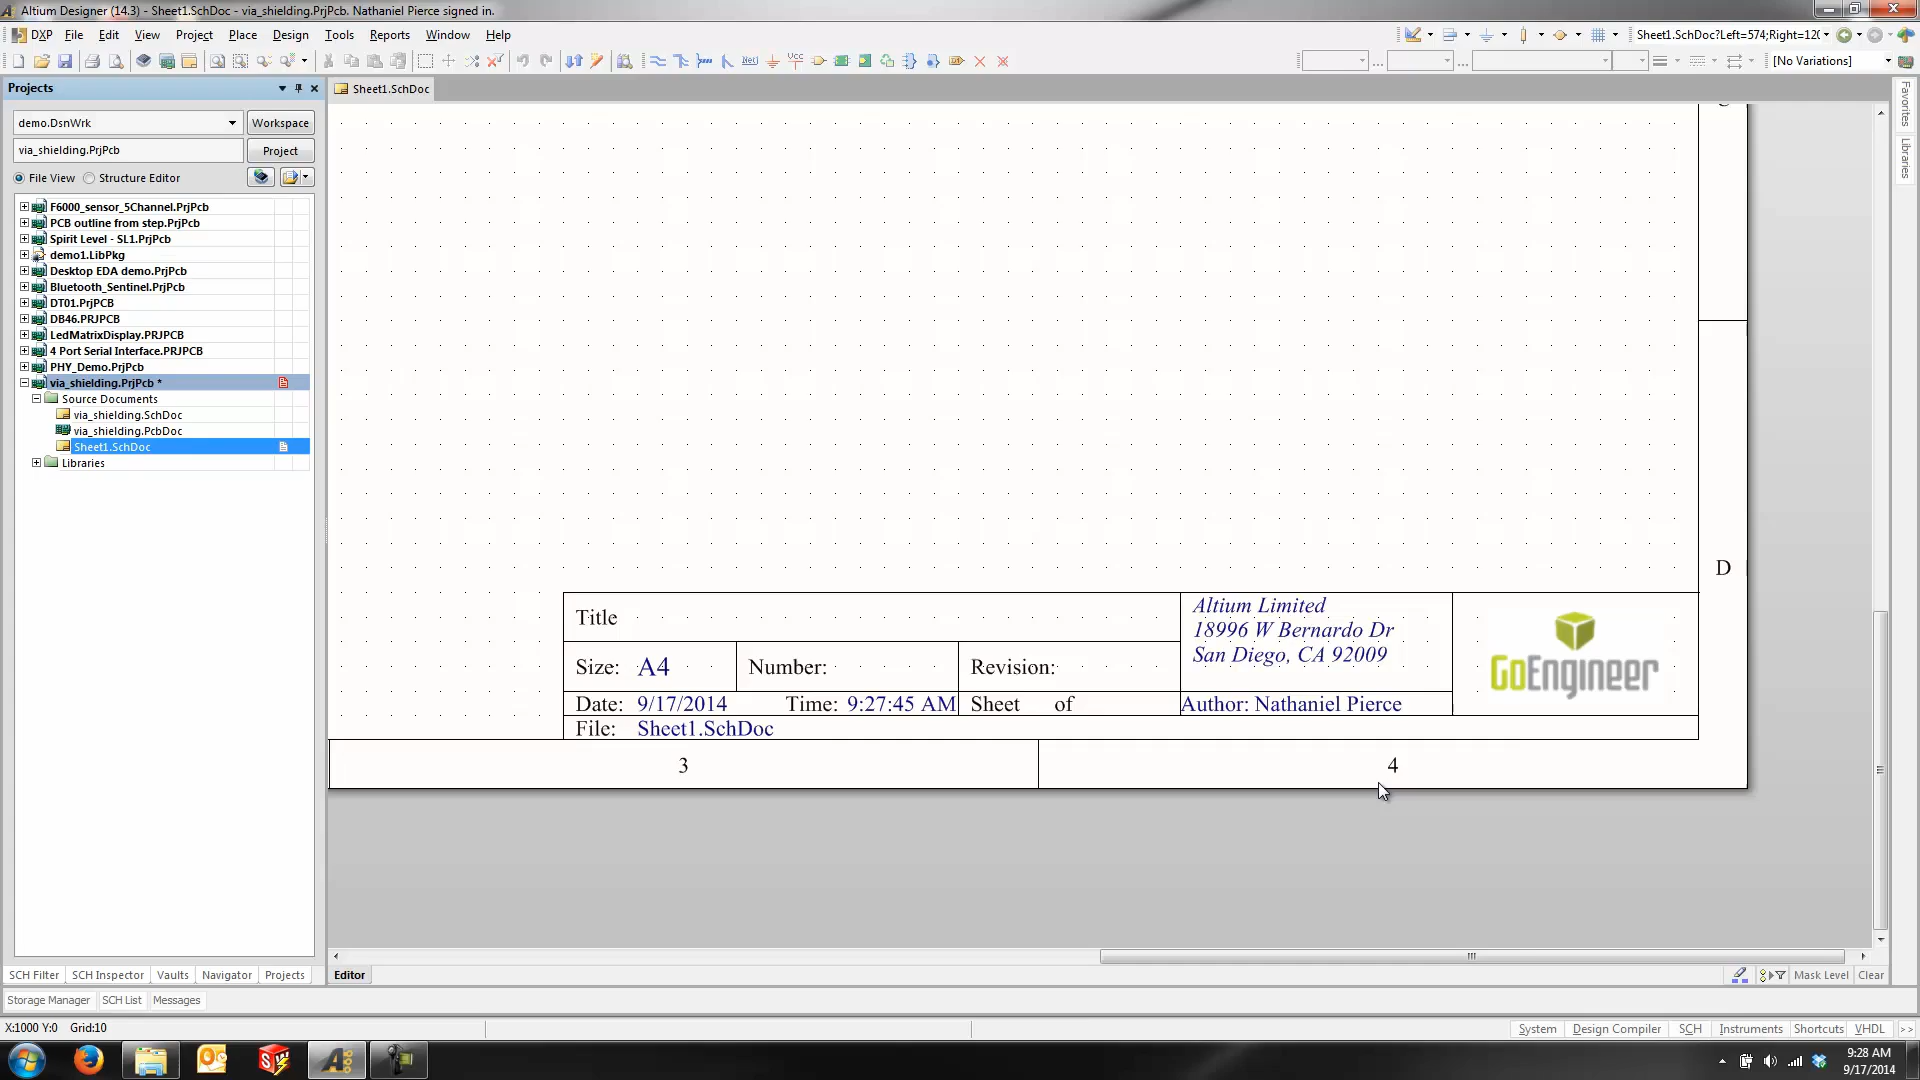 Altium Designer (14.3) - Sheet1.SchDoc - via_shielding.PrjPcb. Nathaniel Pierce signed in.
DXP File Edit View Project Place Design Tools Reports Window Help
Sheet1.SchDoc?Left=574;Right=120
Net
Vcc
... ... [No Variations]
Projects
Sheet1.SchDoc
Favorites
Libraries
demo.DsnWrk
Workspace
via_shielding.PrjPcb
Project
File View
Structure Editor
F6000_sensor_5Channel.PrjPcb
PCB outline from step.PrjPcb
Spirit Level - SL1.PrjPcb
demo1.LibPkg
Desktop EDA demo.PrjPcb
Bluetooth_Sentinel.PrjPcb
DT01.PrjPCB
DB46.PRJPCB
LedMatrixDisplay.PRJPCB
4 Port Serial Interface.PRJPCB
PHY_Demo.PrjPcb
via_shielding.PrjPcb *
Source Documents
via_shielding.SchDoc
via_shielding.PcbDoc
Sheet1.SchDoc
Libraries
D
Title
Altium Limited
18996 W Bernardo Dr
San Diego, CA 92009
GoEngineer
Size: A4
Number:
Revision:
Date: 9/17/2014 Time: 9:27:45 AM Sheet of Author: Nathaniel Pierce
File: Sheet1.SchDoc
3 4
SCH Filter SCH Inspector Vaults Navigator Projects
Editor
Mask Level Clear
Storage Manager SCH List Messages
X:1000 Y:0 Grid:10
System Design Compiler SCH Instruments Shortcuts VHDL >>
9:28 AM
9/17/2014